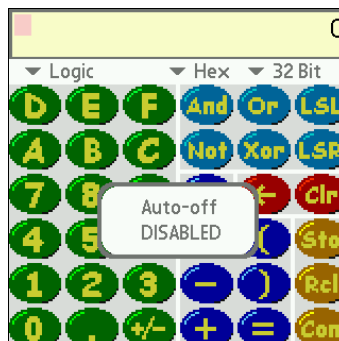 Logic Hex 32 Bit
D E F And Or LSL
A B C Not Xor LSR
7 8 ← Clr
Auto-off
DISABLED
4 5 ( Sto
1 2 3 - ) Rcl
0 . +/- + = Con